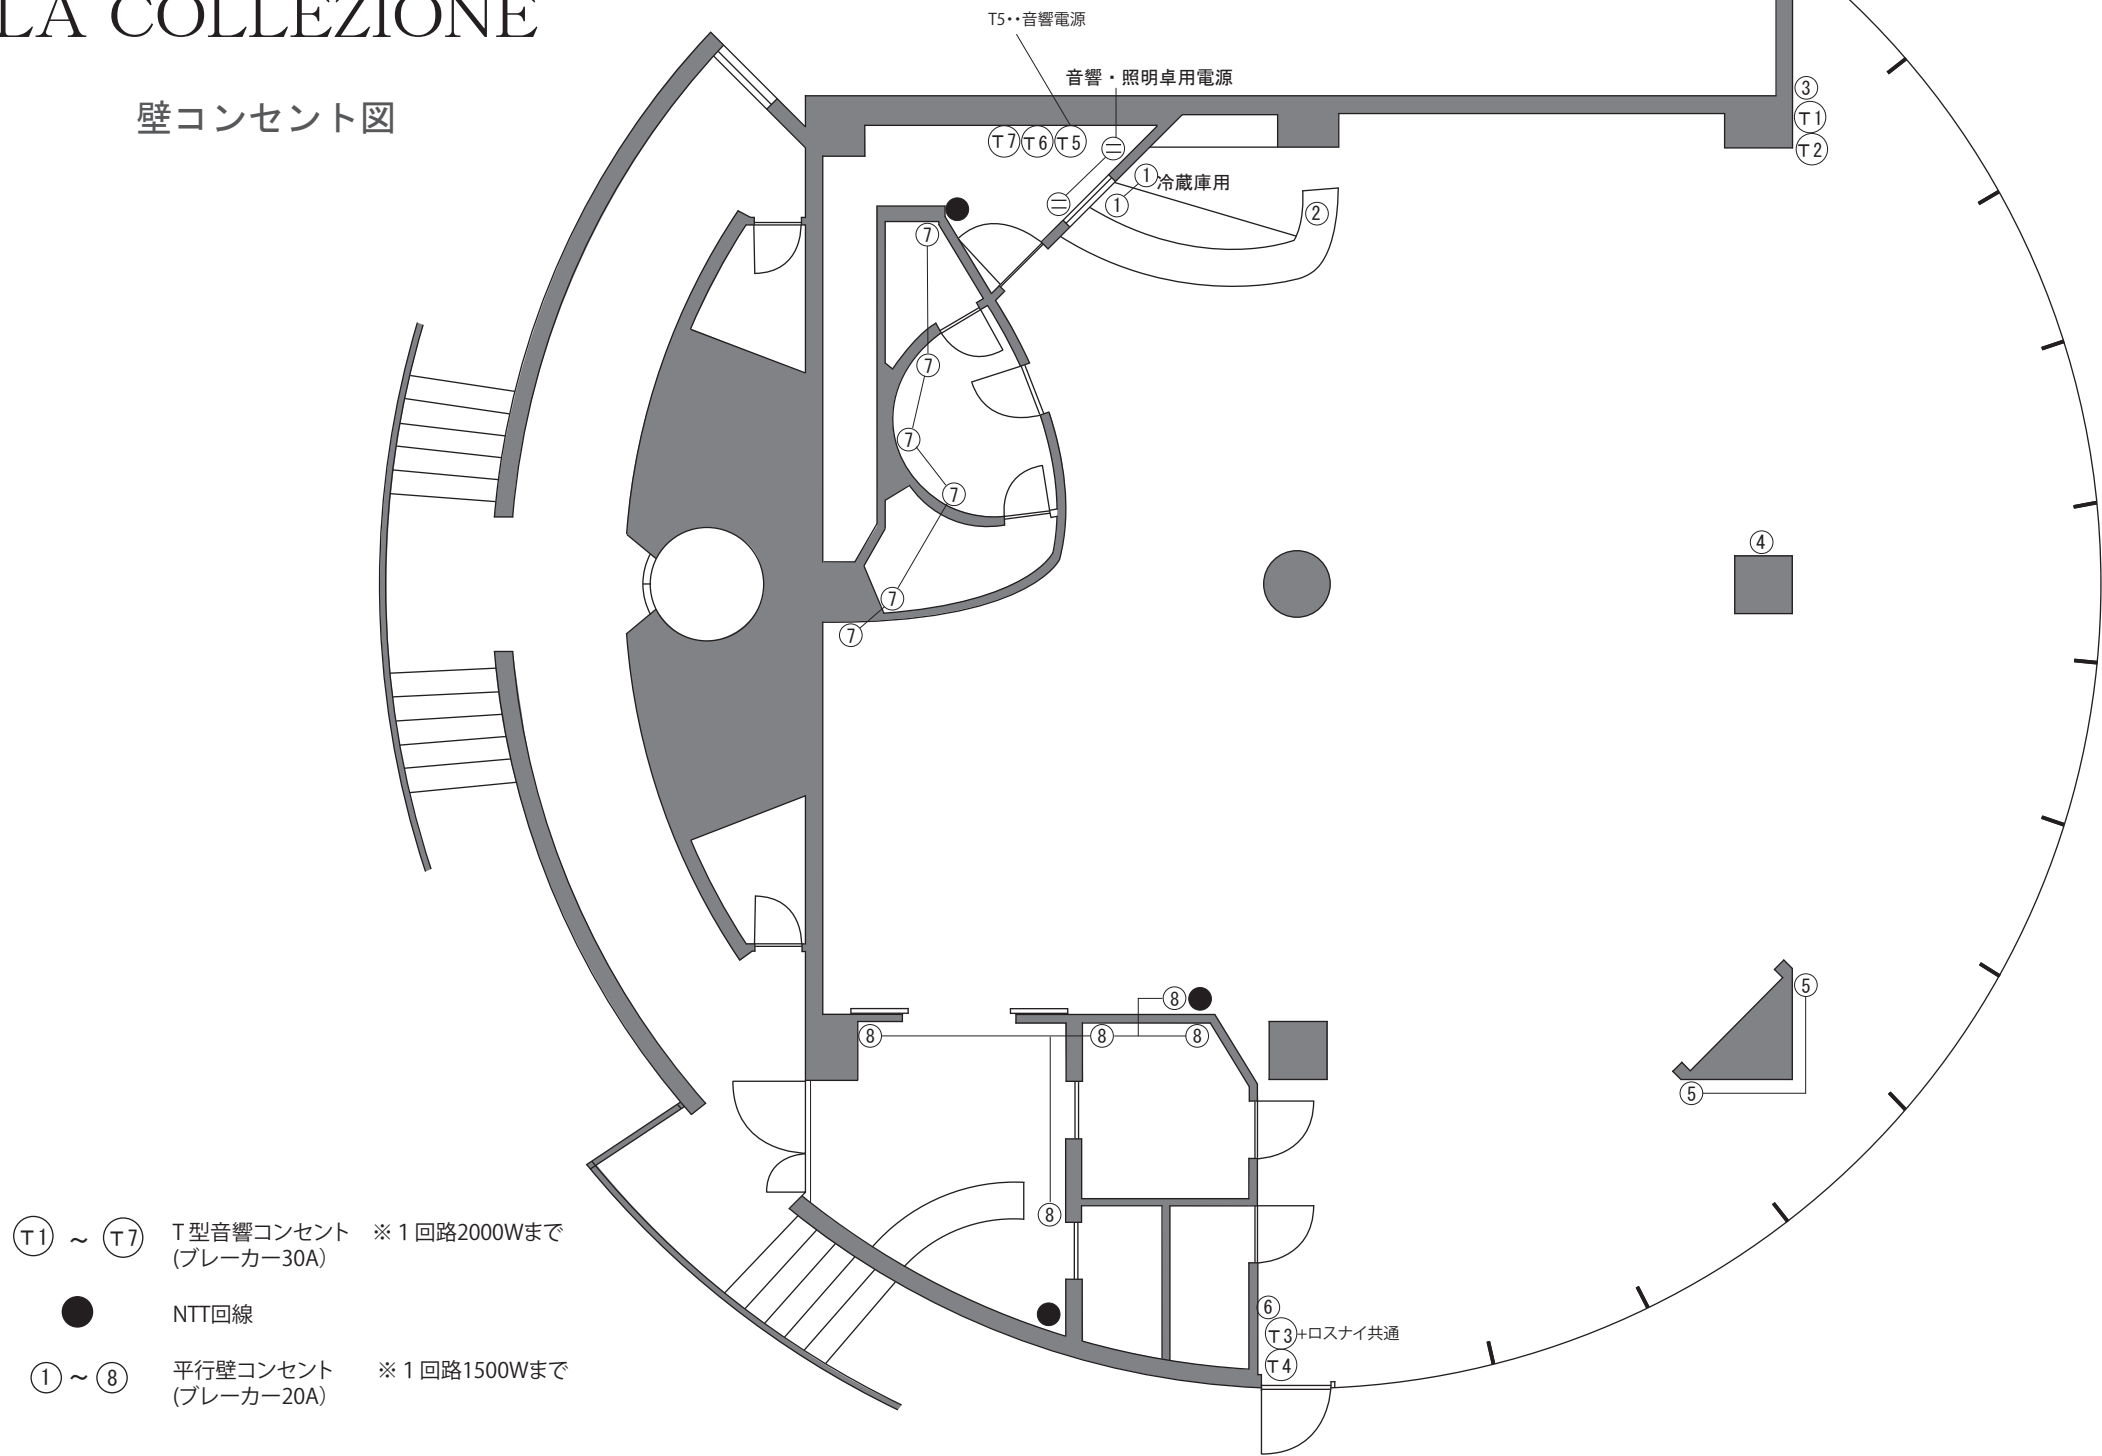 LA COLLEZIONE
壁コンセント図
T5‥音響電源
音響・照明卓用電源
T7 T6 T5
冷蔵庫用
1
1
2
3
T1
T2
7
7
7
7
7
7
4
5
5
8
8
8
8
8
6
T3+ロスナイ共通
T4
T1 ～ T7 T型音響コンセント ※1回路2000Wまで
(ブレーカー30A)
NTT回線
1～8 平行壁コンセント ※1回路1500Wまで
(ブレーカー20A)